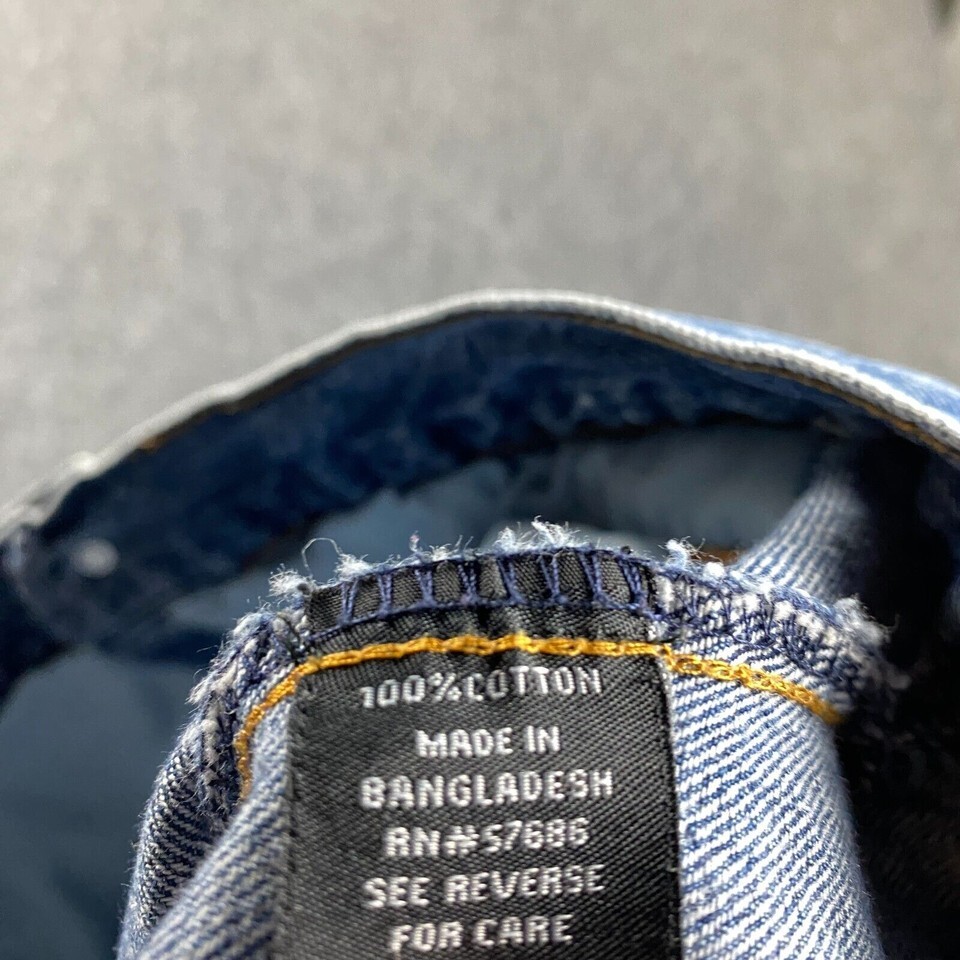 100%COTTON
MADE IN
BANGLADESH
RN#57686
SEE REVERSE
FOR CARE